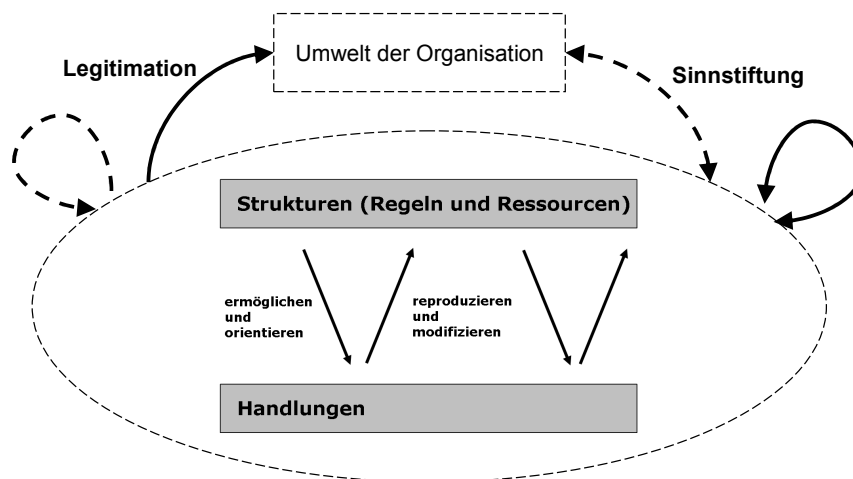 Umwelt der Organisation
Legitimation
Sinnstiftung
Strukturen (Regeln und Ressourcen)
ermöglichen
und
orientieren
reproduzieren
und
modifizieren
Handlungen